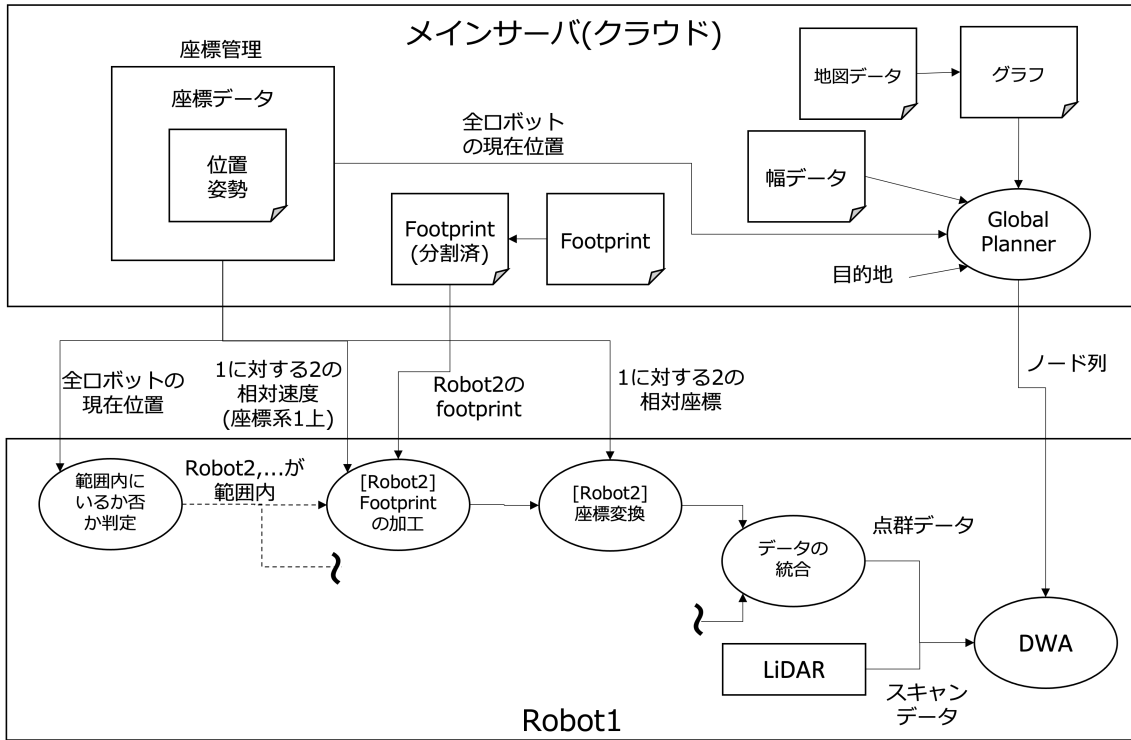 メインサーバ(クラウド)
座標管理
座標データ
位置
姿勢
全ロボット
の現在位置
地図データ
グラフ
幅データ
Footprint
(分割済)
Footprint
Global
Planner
目的地
全ロボットの
現在位置
1に対する2の
相対速度
(座標系1上)
Robot2の
footprint
1に対する2の
相対座標
ノード列
範囲内に
いるか否
か判定
Robot2,...が
範囲内
[Robot2]
Footprint
の加工
[Robot2]
座標変換
データの
統合
点群データ
LiDAR
スキャン
データ
DWA
Robot1